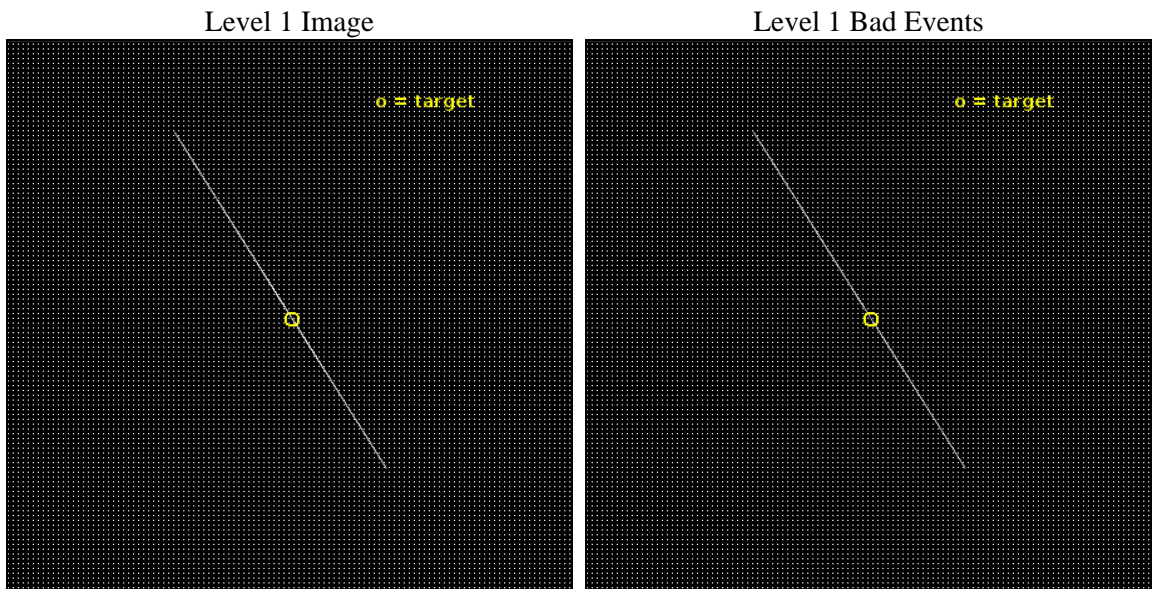 Level 1 Image
Level 1 Bad Events
o = target
o = target